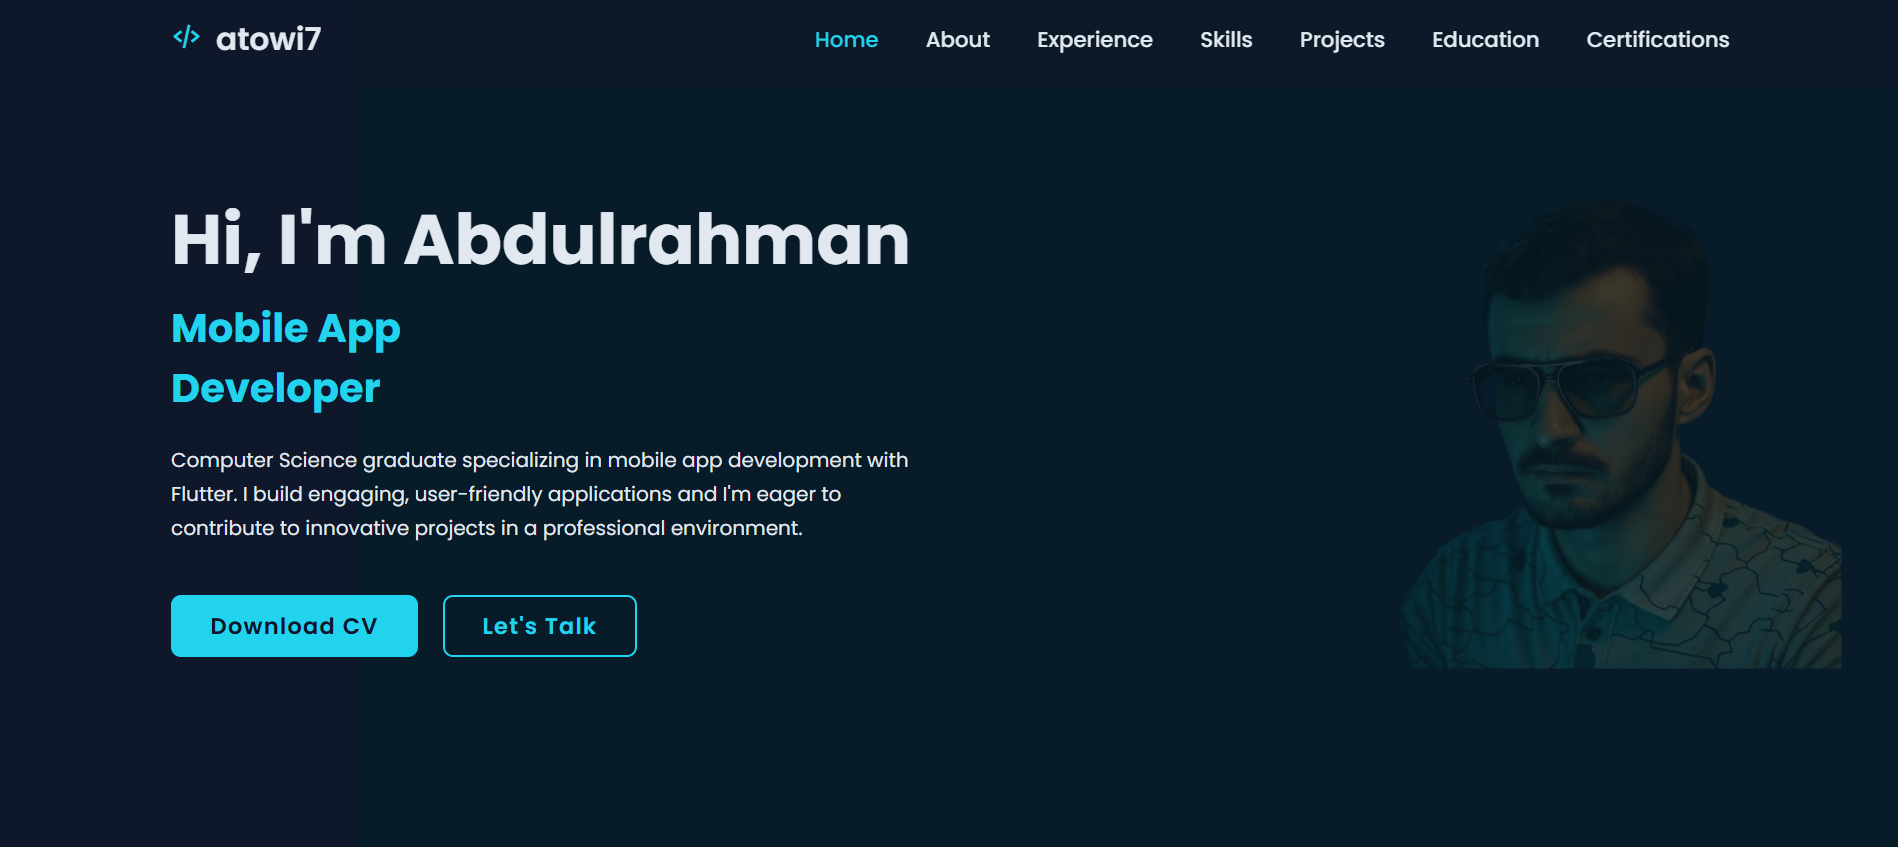 </> atowi7
Home About Experience Skills Projects Education Certifications
Hi, I'm Abdulrahman
Mobile App
Developer
Computer Science graduate specializing in mobile app development with
Flutter. I build engaging, user-friendly applications and I'm eager to
contribute to innovative projects in a professional environment.
Download CV
Let's Talk